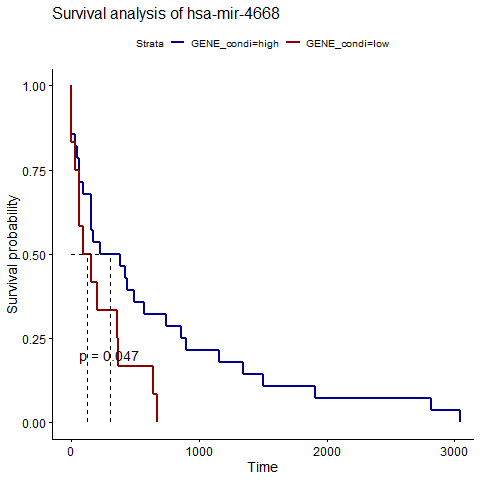 Survival analysis of hsa-mir-4668
Strata GENE_condi=high GENE_condi=low
Survival probability
1.00
0.75
0.50
0.25
0.00
p = 0.047
0 1000 2000 3000
Time